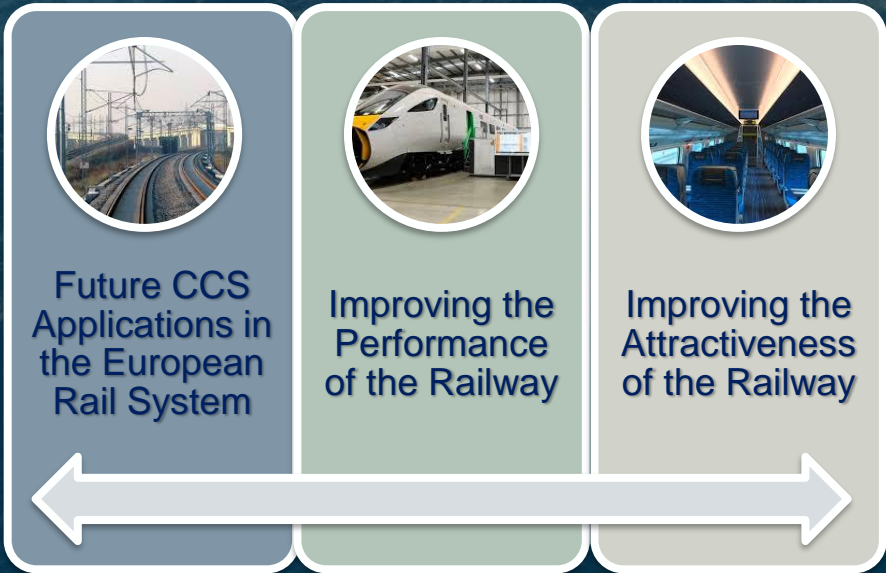 Future CCS
Applications in
the European
Rail System
Improving the
Performance
of the Railway
Improving the
Attractiveness
of the Railway